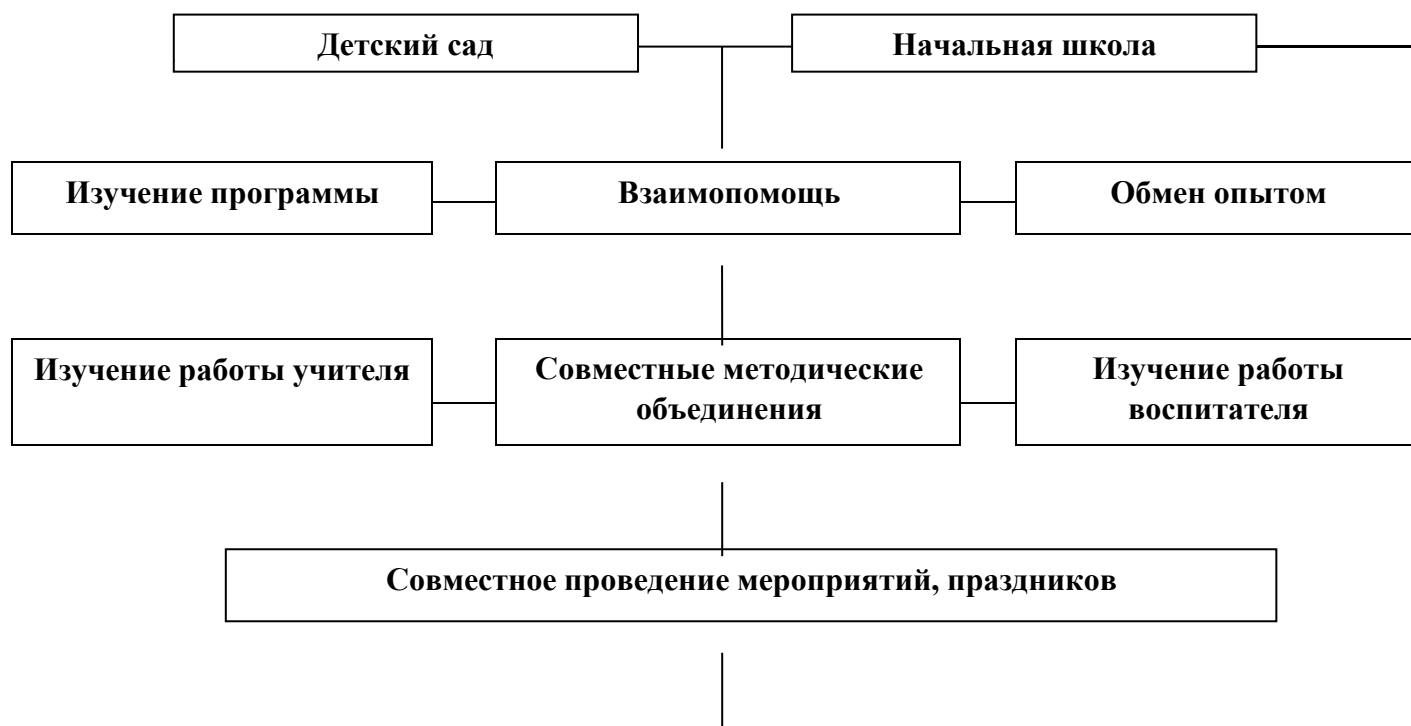 Детский сад
Начальная школа
Изучение программы
Взаимопомощь
Обмен опытом
Изучение работы учителя
Совместные методические
объединения
Изучение работы
воспитателя
Совместное проведение мероприятий, праздников